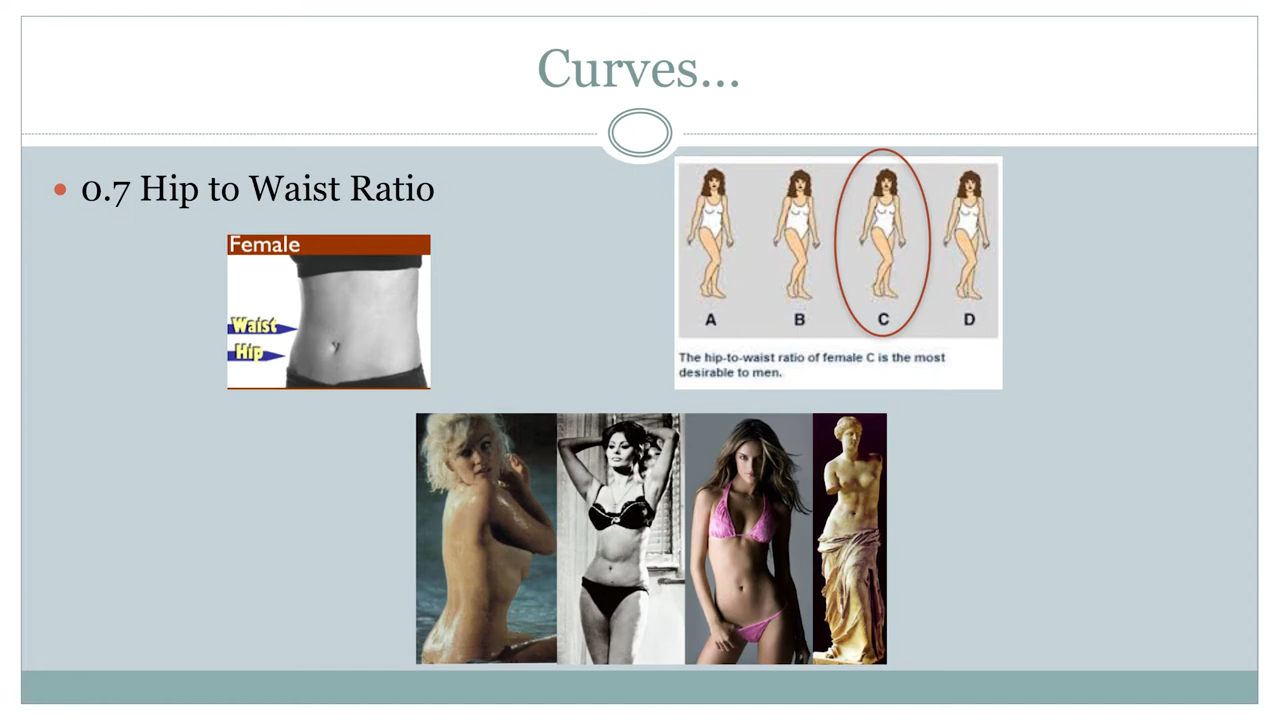 Curves...
• 0.7 Hip to Waist Ratio
Female
Waist
Hip
A B C D
The hip-to-waist ratio of female C is the most
desirable to men.